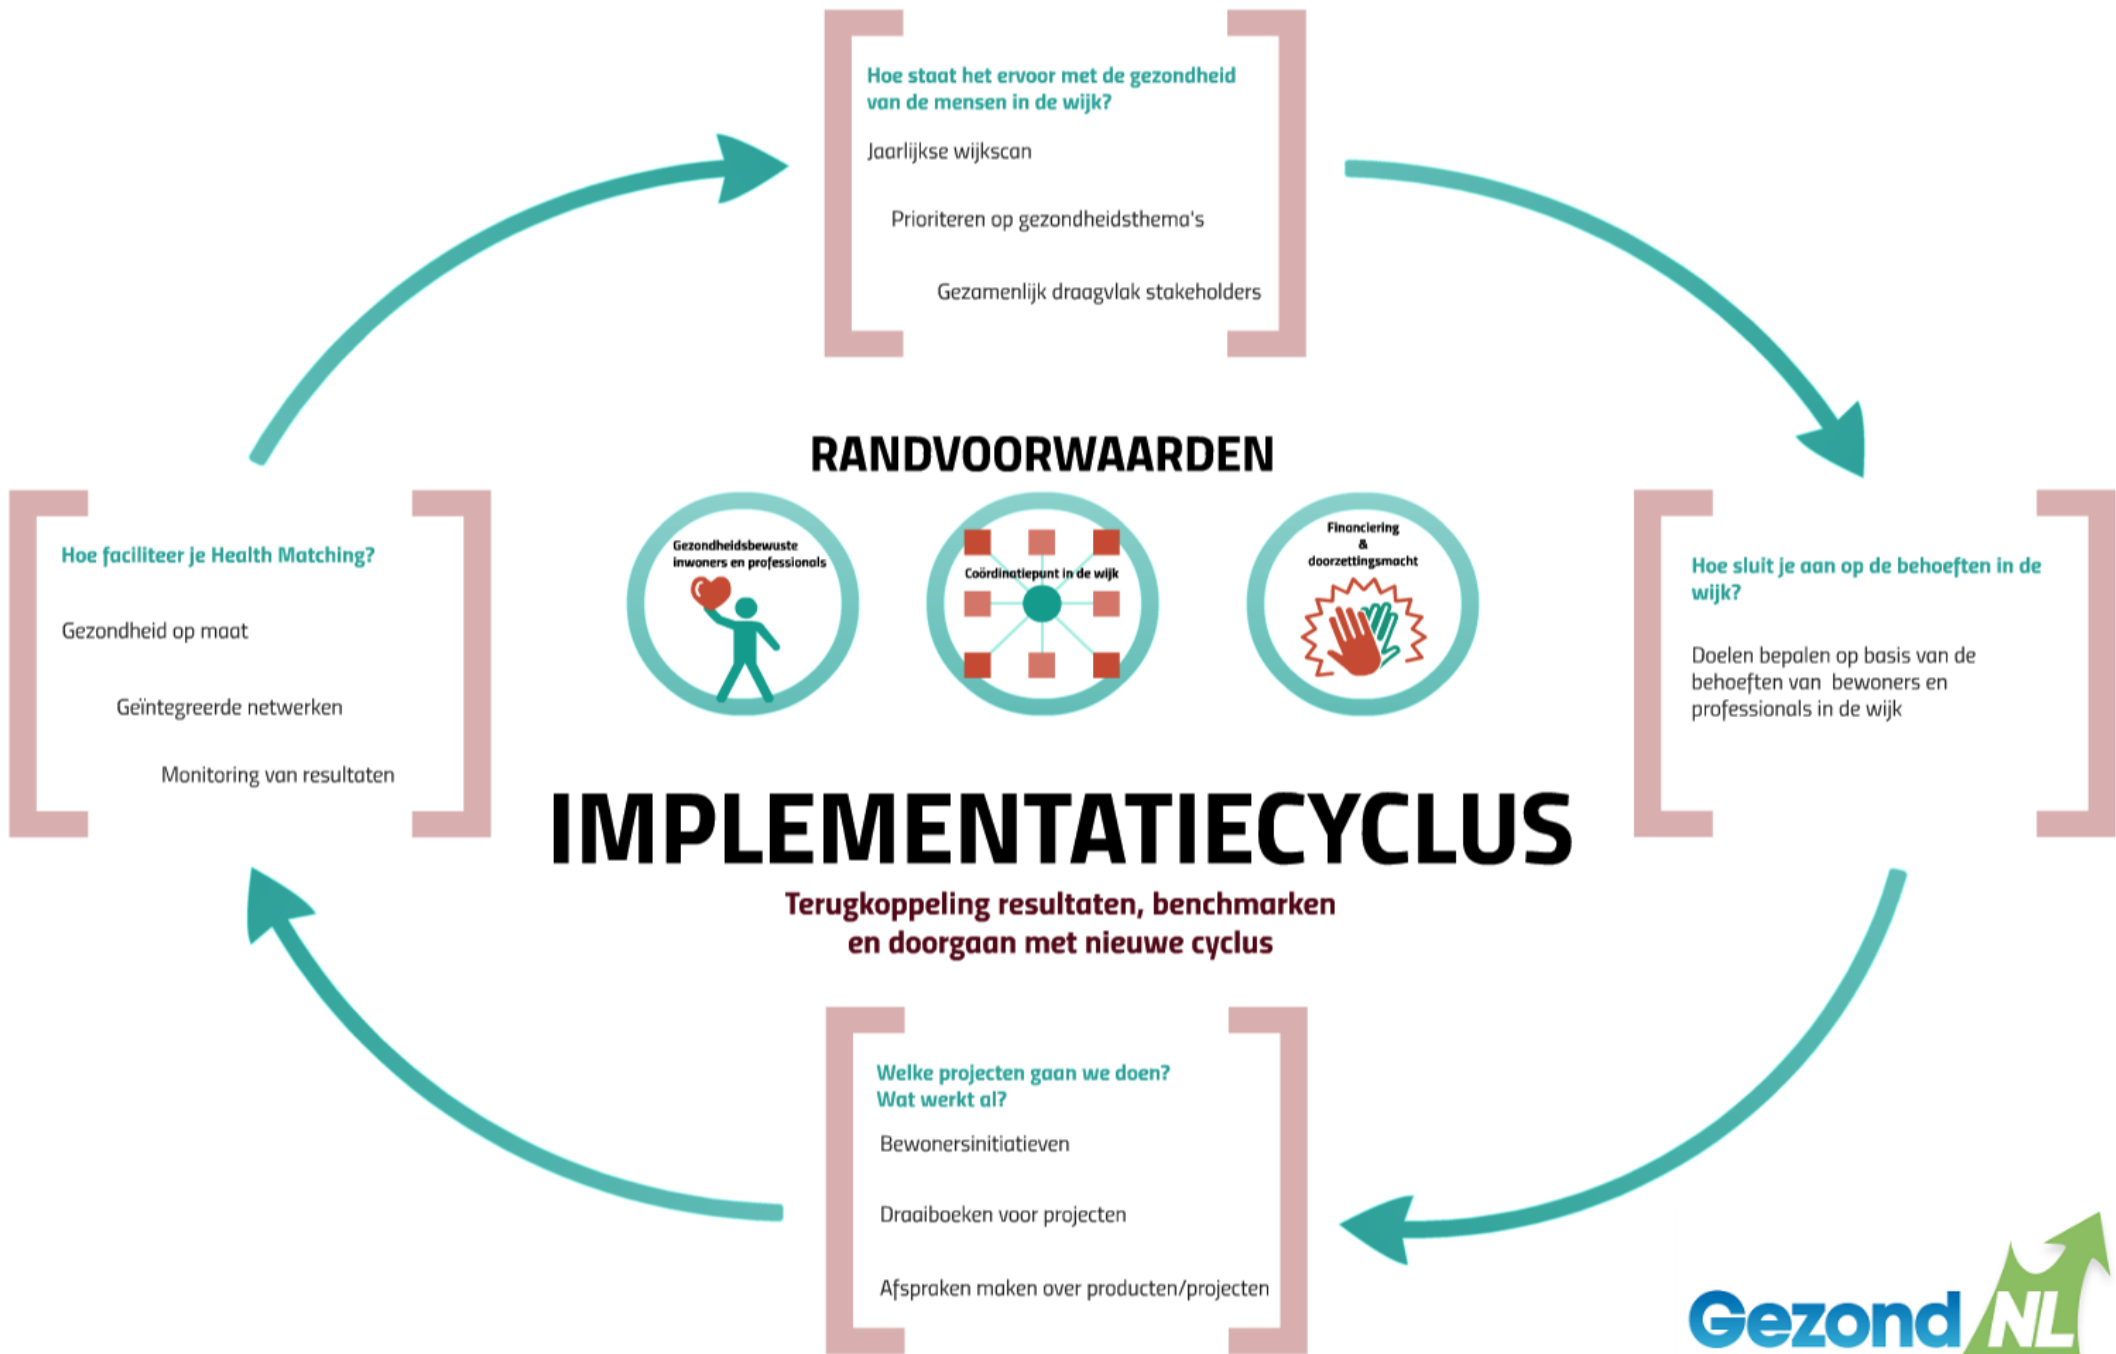 Hoe staat het ervoor met de gezondheid
van de mensen in de wijk?
Jaarlijkse wijkscan
Prioriteren op gezondheidsthema's
Gezamenlijk draagvlak stakeholders
RANDVOORWAARDEN
Gezondheidsbewuste
inwoners en professionals
Coördinatiepunt in de wijk
Financiering
&
doorzettingsmacht
Hoe faciliteer je Health Matching?
Gezondheid op maat
Geïntegreerde netwerken
Monitoring van resultaten
Hoe sluit je aan op de behoeften in de
wijk?
Doelen bepalen op basis van de
behoeften van bewoners en
professionals in de wijk
IMPLEMENTATIECYCLUS
Terugkoppeling resultaten, benchmarken
en doorgaan met nieuwe cyclus
Welke projecten gaan we doen?
Wat werkt al?
Bewonersinitiatieven
Draaiboeken voor projecten
Afspraken maken over producten/projecten
Gezond NL